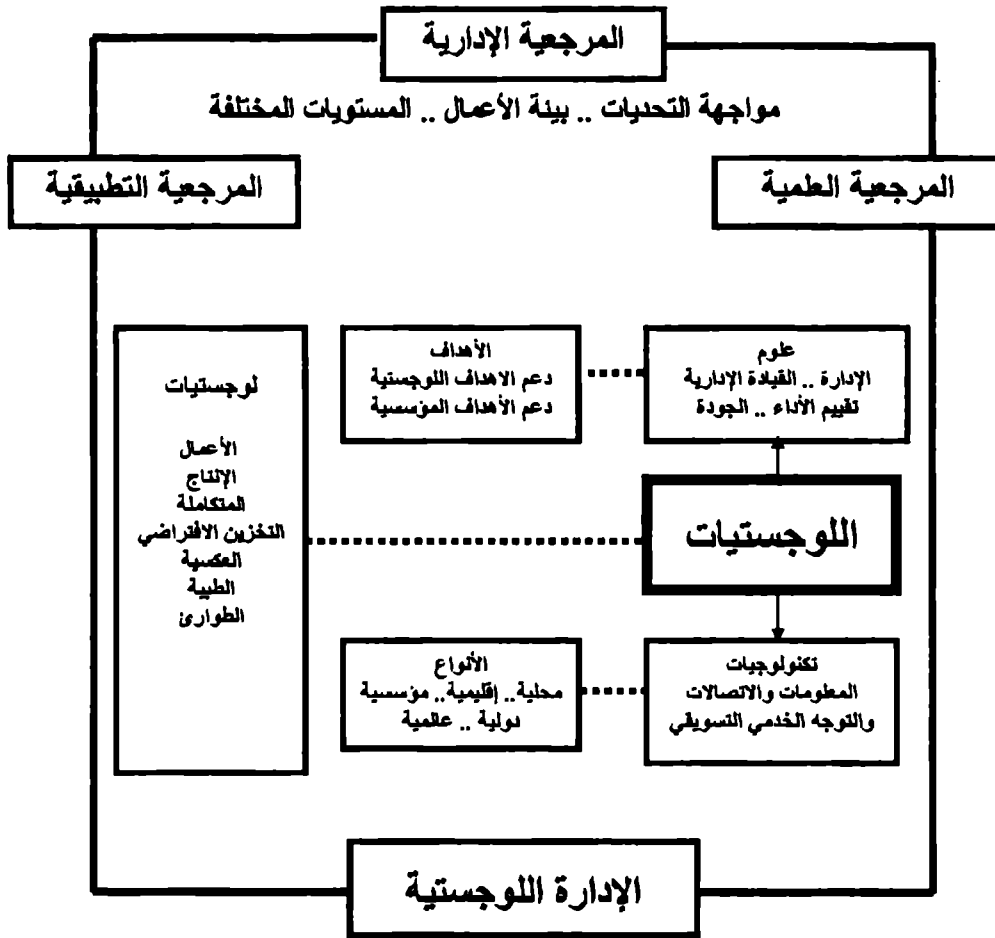 المرجعية الإدارية
مواجهة التحديات .. بيئة الأعمال .. المستويات المختلفة
المرجعية العلمية
المرجعية التطبيقية
علوم
الإدارة .. القيادة الإدارية
تقييم الأداء .. الجودة
الأهداف
دعم الاهداف اللوجستية
دعم الأهداف المؤسسية
لوجستيات
الأعمال
الإنتاج
المتكاملة
التخزين الافتراضي
العكسية
الطبية
الطوارئ
اللوجستيات
تكنولوجيات
المعلومات والاتصالات
والتوجه الخدمي التسويقي
الأنواع
محلية.. إقليمية.. مؤسسية
دولية .. عالمية
الإدارة اللوجستية